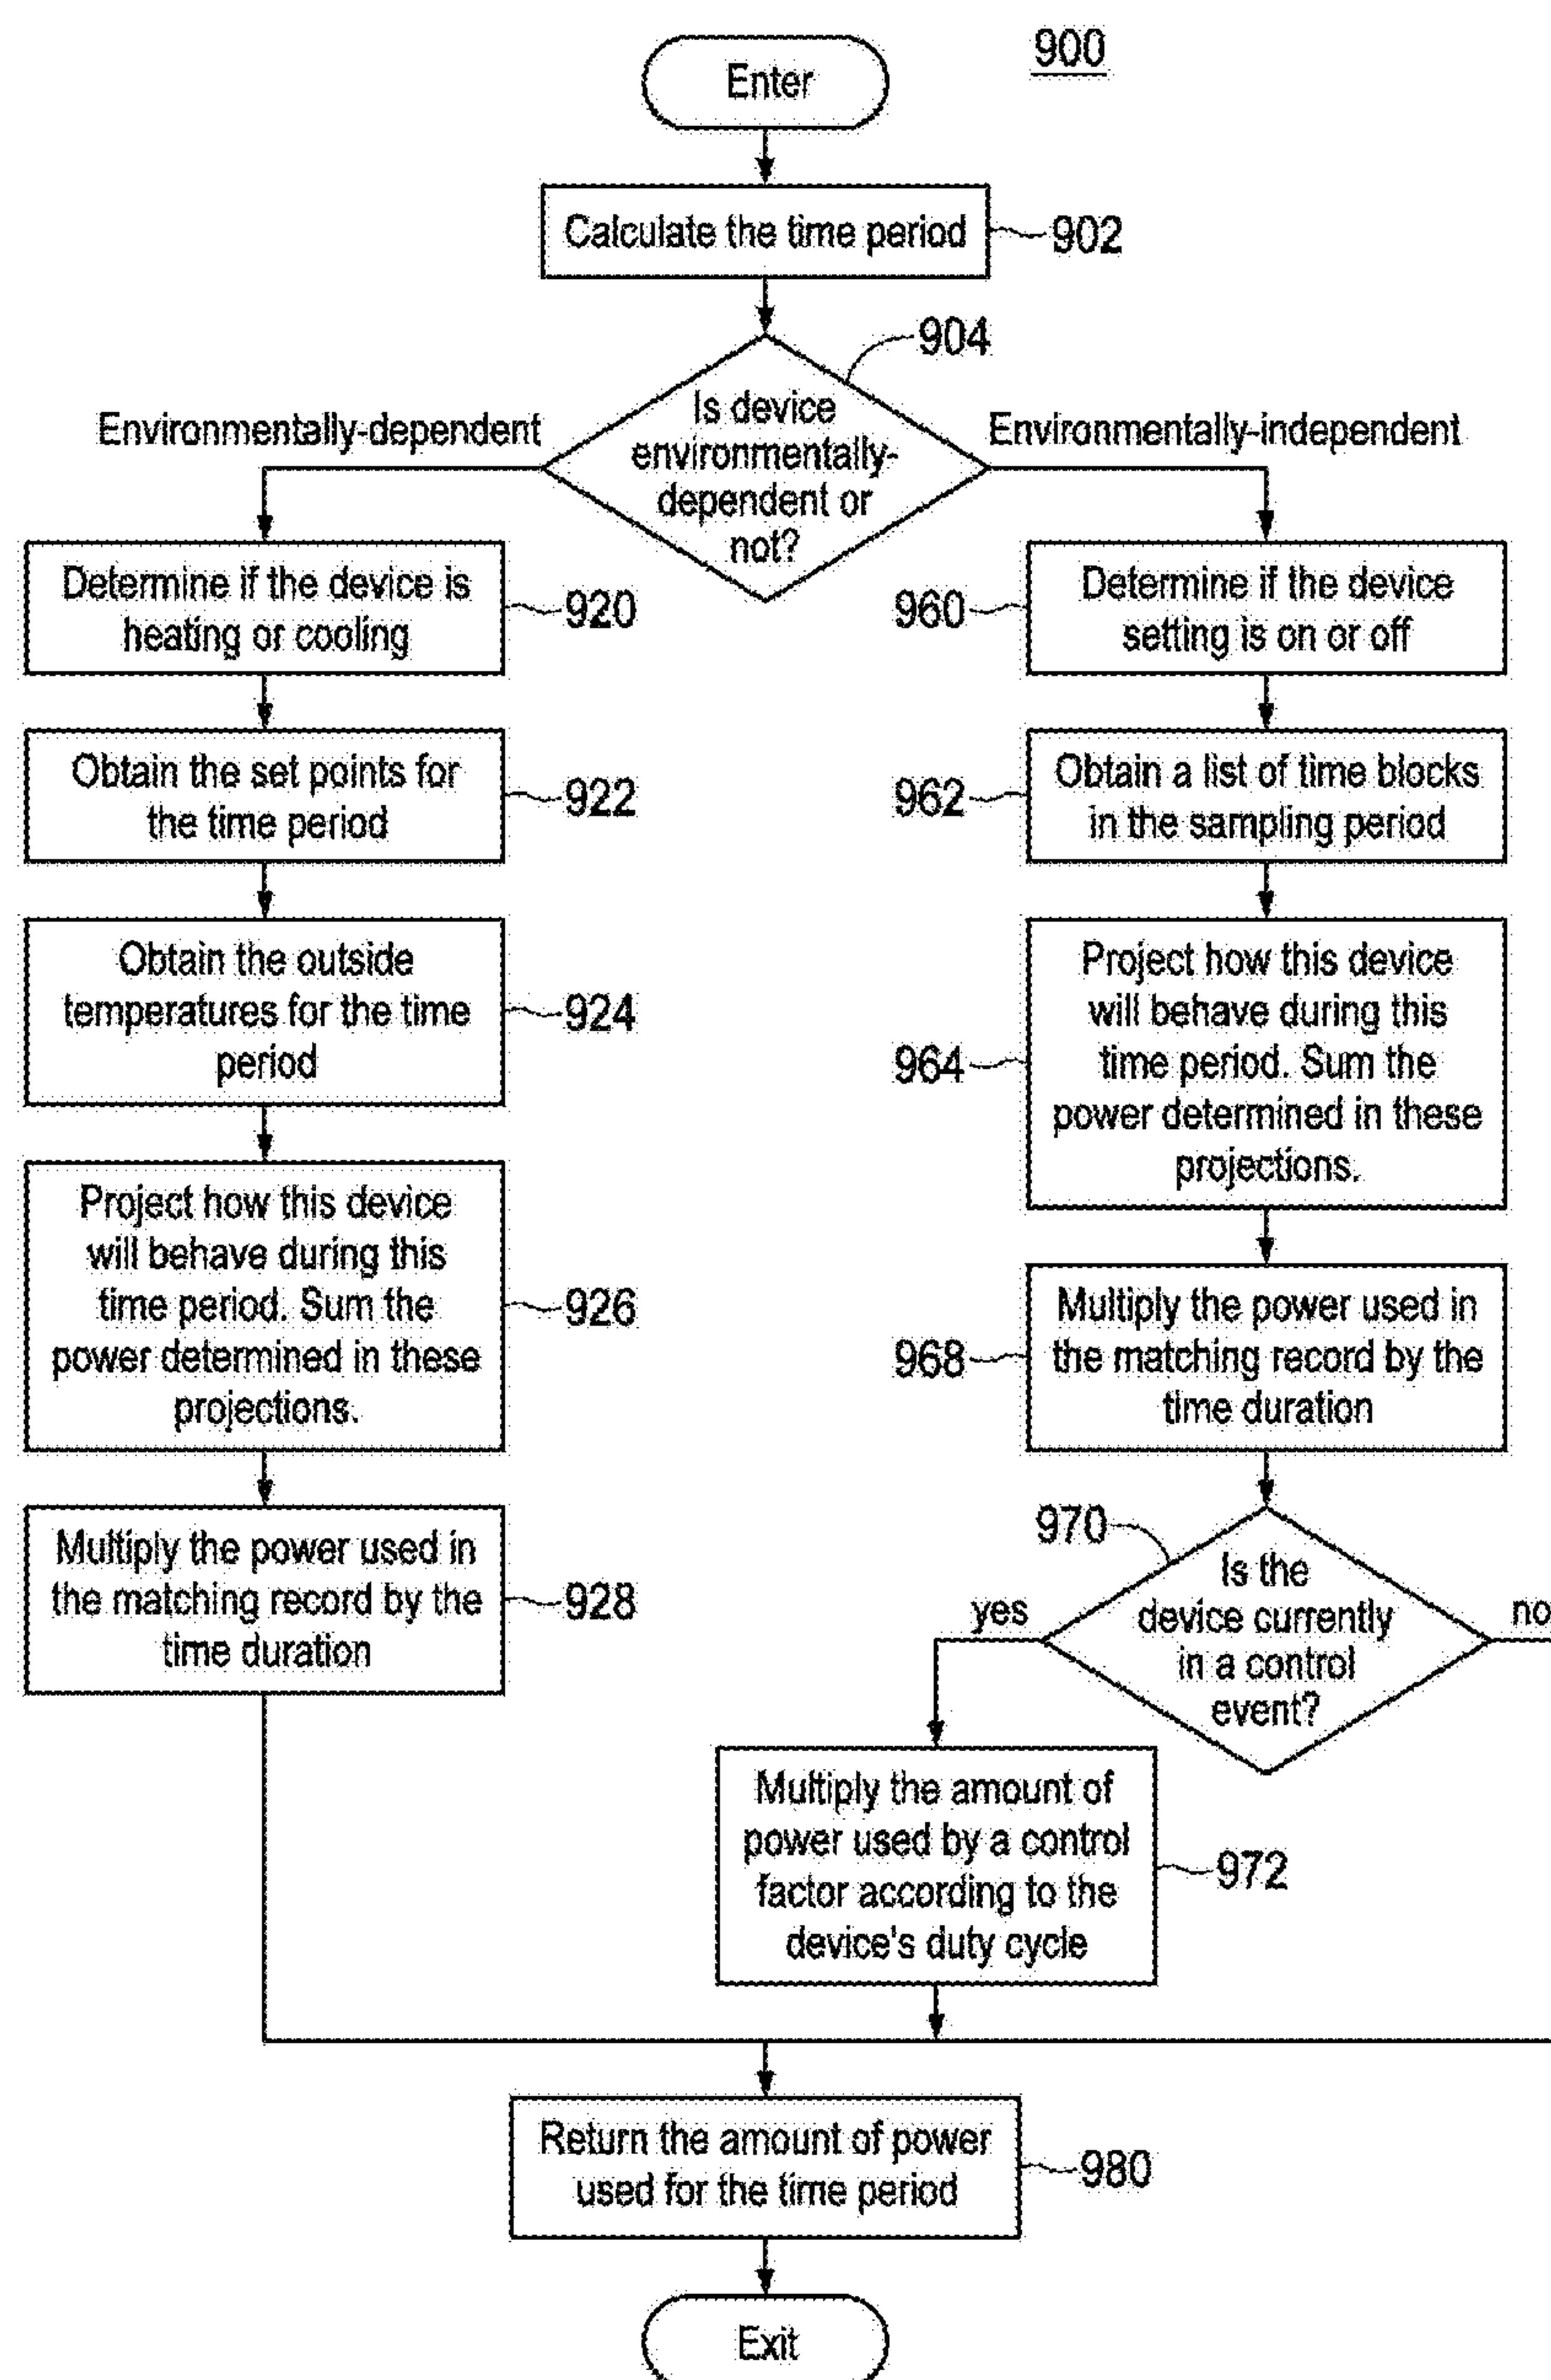 900
Enter
Calculate the time period
902
904
Is device
environmentally-
dependent or
not?
Environmentally-dependent
Environmentally-independent
Determine if the device is
heating or cooling
920
Obtain the set points for
the time period
922
Obtain the outside
temperatures for the time
period
924
Project how this device
will behave during this
time period. Sum the
power determined in these
projections.
926
Multiply the power used in
the matching record by the
time duration
928
960
Determine if the device
setting is on or off
962
Obtain a list of time blocks
in the sampling period
964
Project how this device
will behave during this
time period. Sum the
power determined in these
projections.
968
Multiply the power used in
the matching record by the
time duration
970
Is the
device currently
in a control
event?
yes
no
Multiply the amount of
power used by a control
factor according to the
device's duty cycle
972
Return the amount of power
used for the time period
980
Exit